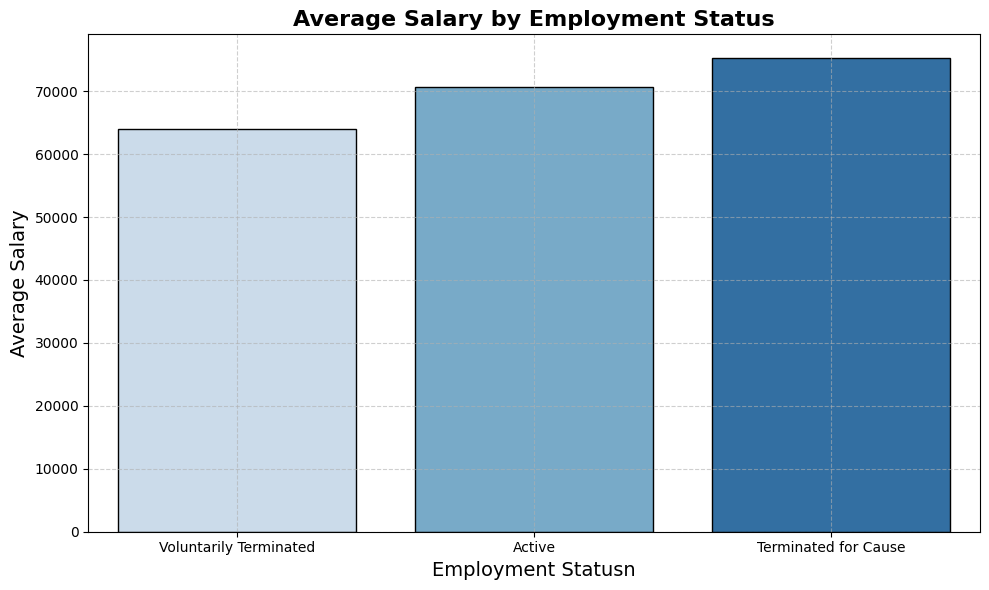 Average Salary by Employment Status
Average Salary
70000
60000
50000
40000
30000
20000
10000
0
Voluntarily Terminated
Active
Terminated for Cause
Employment Statusn